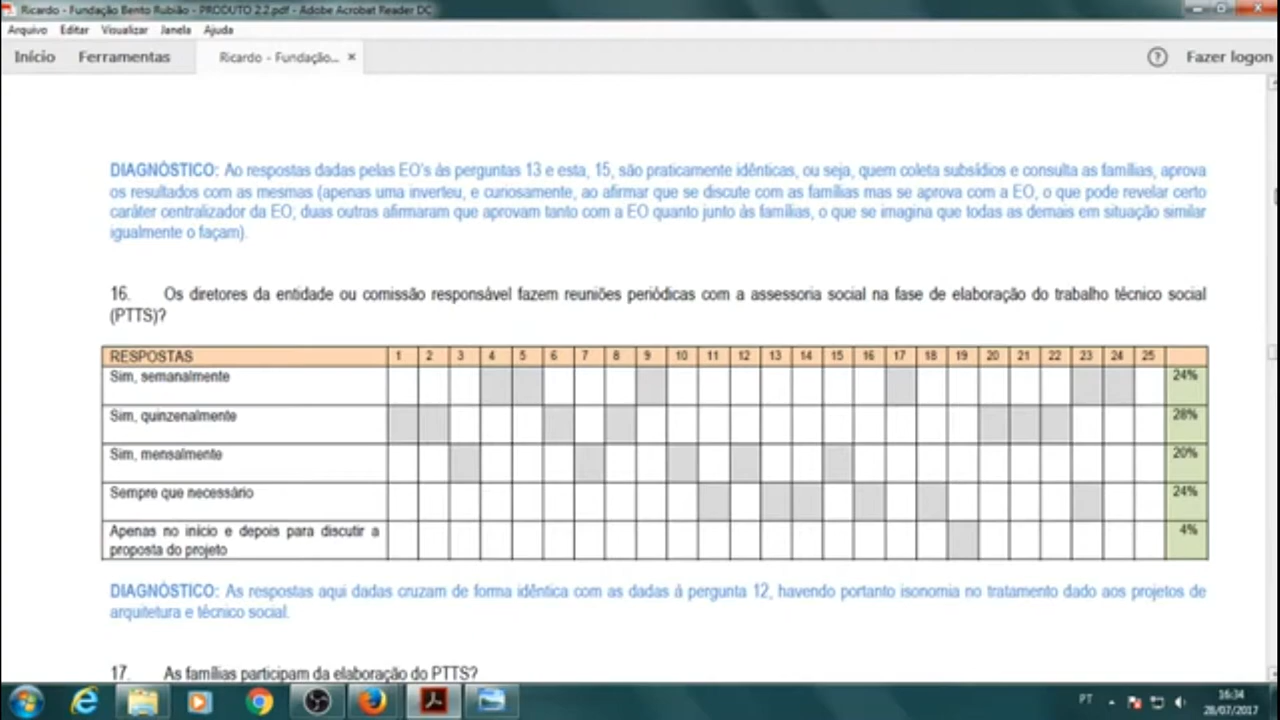 Ricardo - Fundação Bento Rubião - PRODUTO 2.2.pdf - Adobe Acrobat Reader DC
Arquivo Editar Visualizar Janela Ajuda
Início Ferramentas Ricardo - Fundação... × ? Fazer logon
DIAGNÓSTICO: Ao respostas dadas pelas EO's às perguntas 13 e esta, 15, são praticamente idênticas, ou seja, quem coleta subsídios e consulta as famílias, aprova
os resultados com as mesmas (apenas uma inverteu, e curiosamente, ao afirmar que se discute com as famílias mas se aprova com a EO, o que pode revelar certo
caráter centralizador da EO, duas outras afirmaram que aprovam tanto com a EO quanto junto às famílias, o que se imagina que todas as demais em situação similar
igualmente o façam).
16. Os diretores da entidade ou comissão responsável fazem reuniões periódicas com a assessoria social na fase de elaboração do trabalho técnico social
(PTTS)?
RESPOSTAS 1 2 3 4 5 6 7 8 9 10 11 12 13 14 15 16 17 18 19 20 21 22 23 24 25
Sim, semanalmente 24%
Sim, quinzenalmente 28%
Sim, mensalmente 20%
Sempre que necessário 24%
Apenas no início e depois para discutir a 4%
proposta do projeto
DIAGNÓSTICO: As respostas aqui dadas cruzam de forma idêntica com as dadas à pergunta 12, havendo portanto isonomia no tratamento dado aos projetos de
arquitetura e técnico social.
17. As famílias participam da elaboração do PTTS?
PT 16:34
28/07/2017